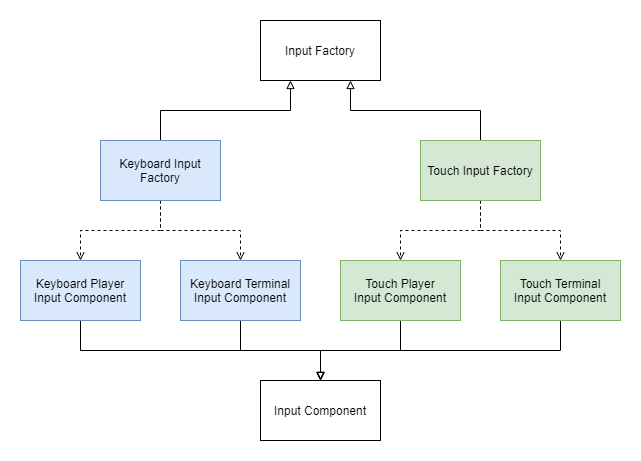 Input Factory
Keyboard Input
Factory
Touch Input Factory
Keyboard Player
Input Component
Keyboard Terminal
Input Component
Touch Player
Input Component
Touch Terminal
Input Component
Input Component